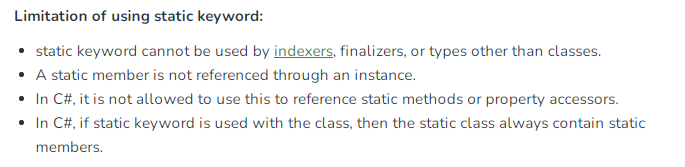 Limitation of using static keyword:
static keyword cannot be used by indexers, finalizers, or types other than classes.
A static member is not referenced through an instance.
In C#, it is not allowed to use this to reference static methods or property accessors.
In C#, if static keyword is used with the class, then the static class always contain static
members.